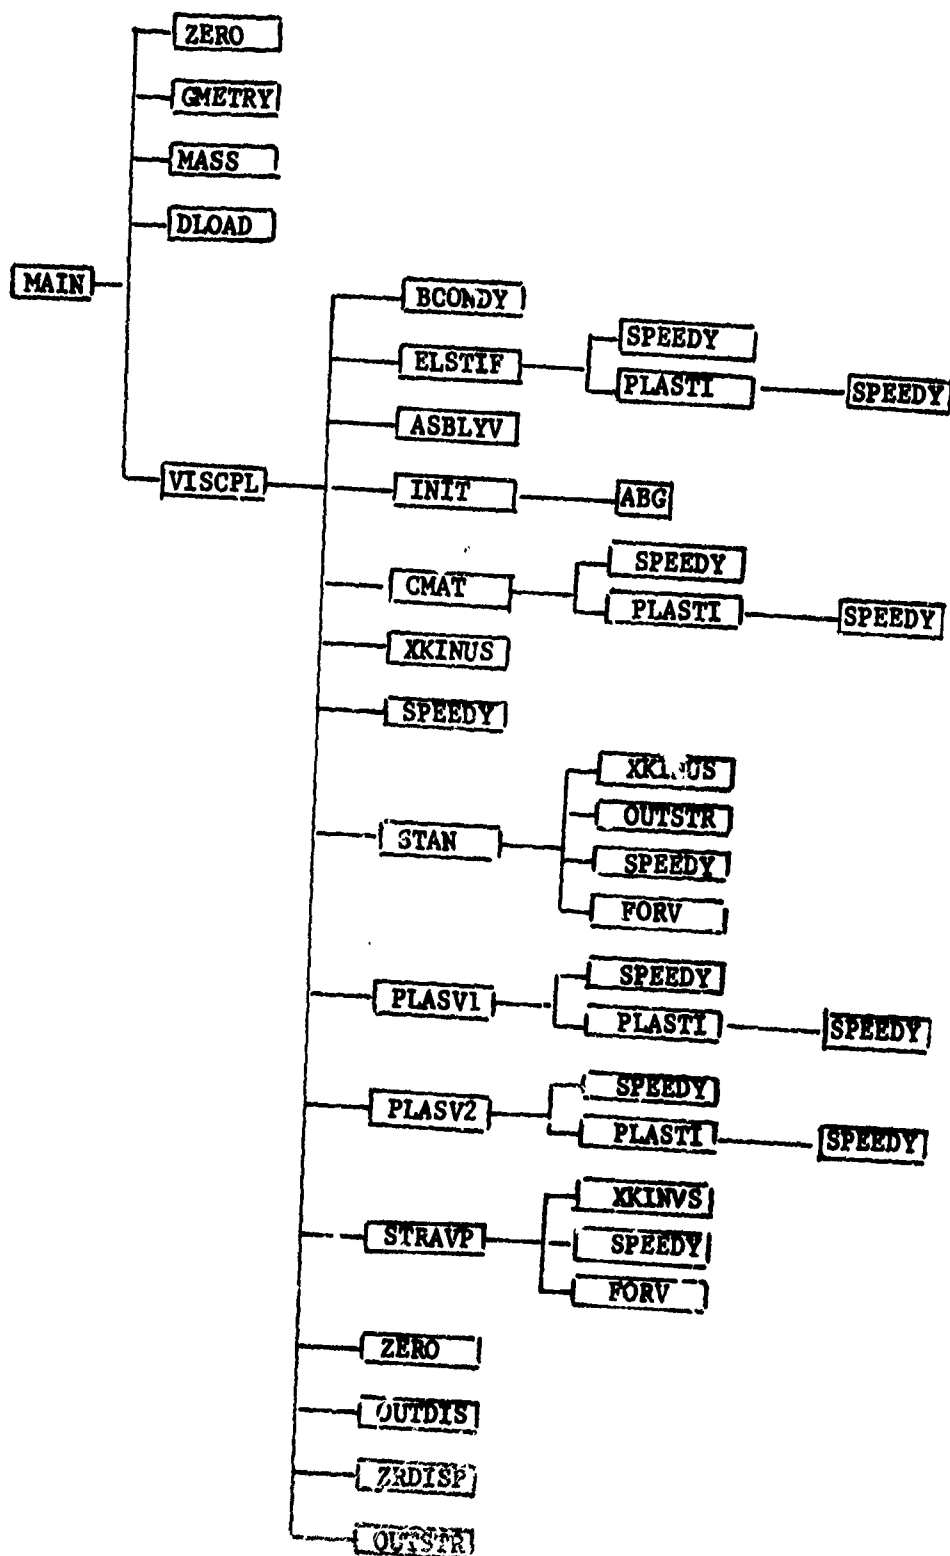 ZERO
GMETRY
MASS
DLOAD
MAIN
BCONDY
SPEEDY
ELSTIF
PLASTI
SPEEDY
ASBLYV
VISCPL
INIT
ABG
SPEEDY
CMAT
PLASTI
SPEEDY
XKINUS
SPEEDY
XKINUS
OUTSTR
STAN
SPEEDY
FORV
SPEEDY
PLASV1
PLASTI
SPEEDY
SPEEDY
PLASV2
PLASTI
SPEEDY
XKINVS
STRAVP
SPEEDY
FORV
ZERO
OUTDIS
ZRDISP
OUTSTR